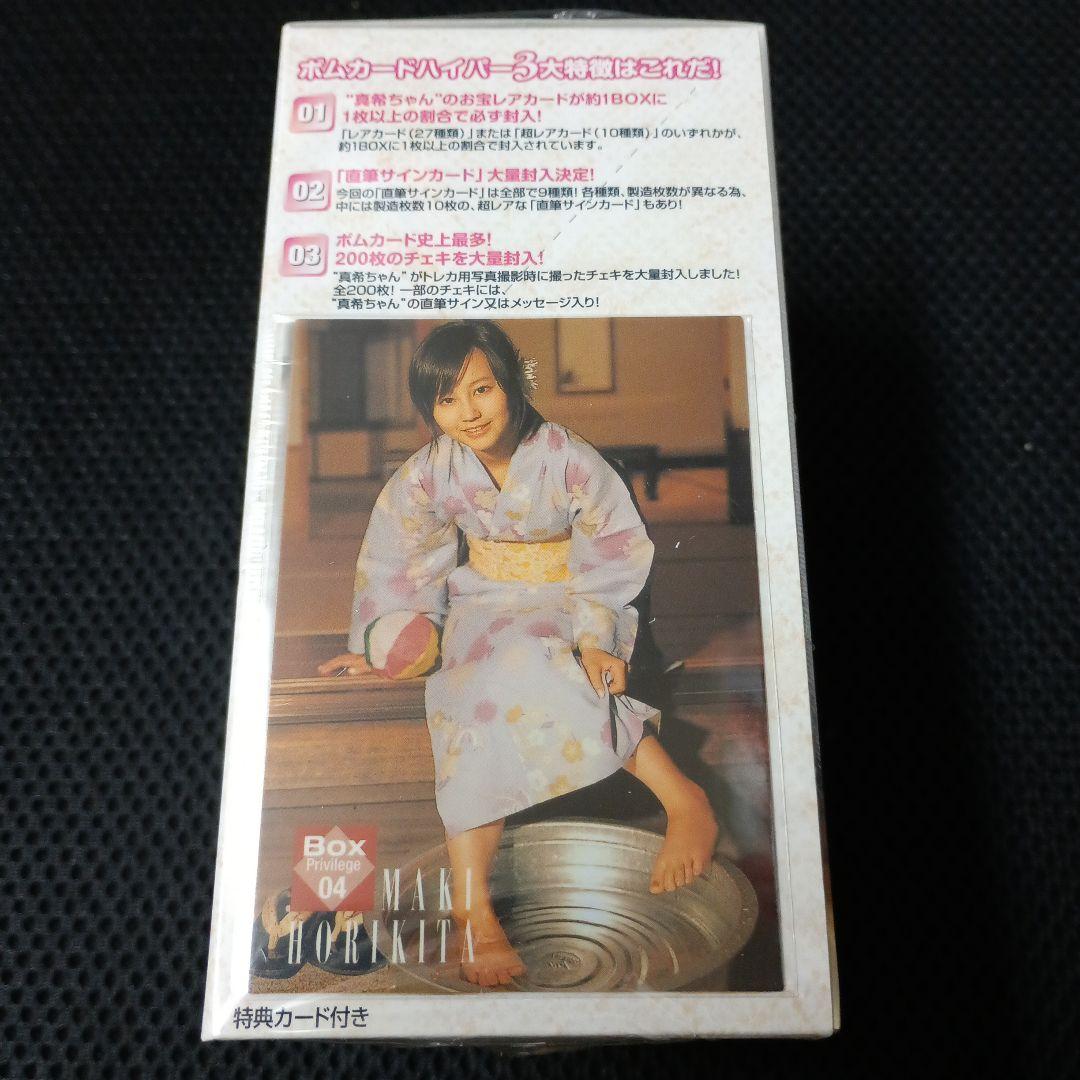 ボムカードハイパー3大特徴はこれだ!
01
“真希ちゃん”のお宝レアカードが約1BOXに
1枚以上の割合で必ず封入!
「レアカード(27種類)」または「超レアカード(10種類)」のいずれかが、
約1BOXに1枚以上の割合で封入されています。
02
「直筆サインカード」大量封入決定!
今回の「直筆サインカード」は全部で9種類! 各種類、製造枚数が異なる為、
中には製造枚数10枚の、超レアな「直筆サインカード」もあり!
03
ボムカード史上最多!
200枚のチェキを大量封入!
“真希ちゃん”がトレカ用写真撮影時に撮ったチェキを大量封入しました!
全200枚! 一部のチェキには、
“真希ちゃん”の直筆サイン又はメッセージ入り!
Box
Privilege
04
MAKI
HORIKITA
特典カード付き